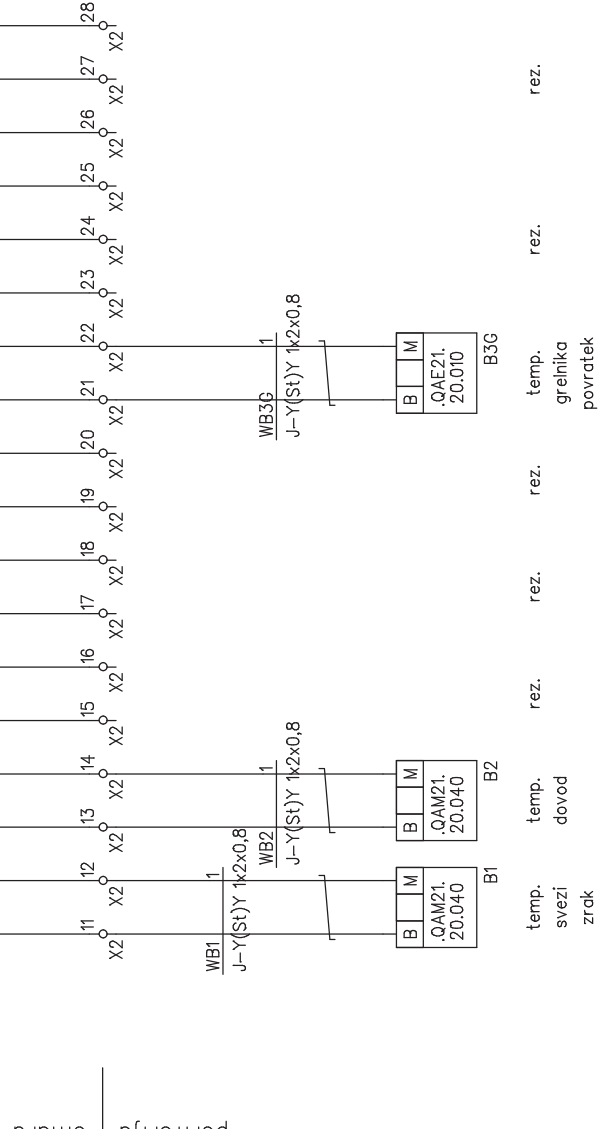 11
X2
12
X2
13
X2
14
X2
15
X2
16
X2
17
X2
18
X2
19
X2
20
X2
21
X2
22
X2
23
X2
24
X2
25
X2
26
X2
27
X2
28
X2
WB1
1
J-Y(St)Y 1x2x0,8
WB2
1
J-Y(St)Y 1x2x0,8
WB3G
1
J-Y(St)Y 1x2x0,8
B M
.QAM21.
20.040
B1
B M
.QAM21.
20.040
B2
B M
.QAE21.
20.010
B3G
temp.
svezi
zrak
temp.
dovod
rez.
rez.
rez.
temp.
grelnika
povratek
rez.
rez.